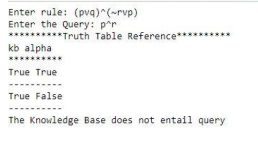 Enter rule: (pvq)^(~rvp)
Enter the Query: p^r
**********Truth Table Reference**********
kb alpha
**********
True True
----------
True False
----------
The Knowledge Base does not entail query